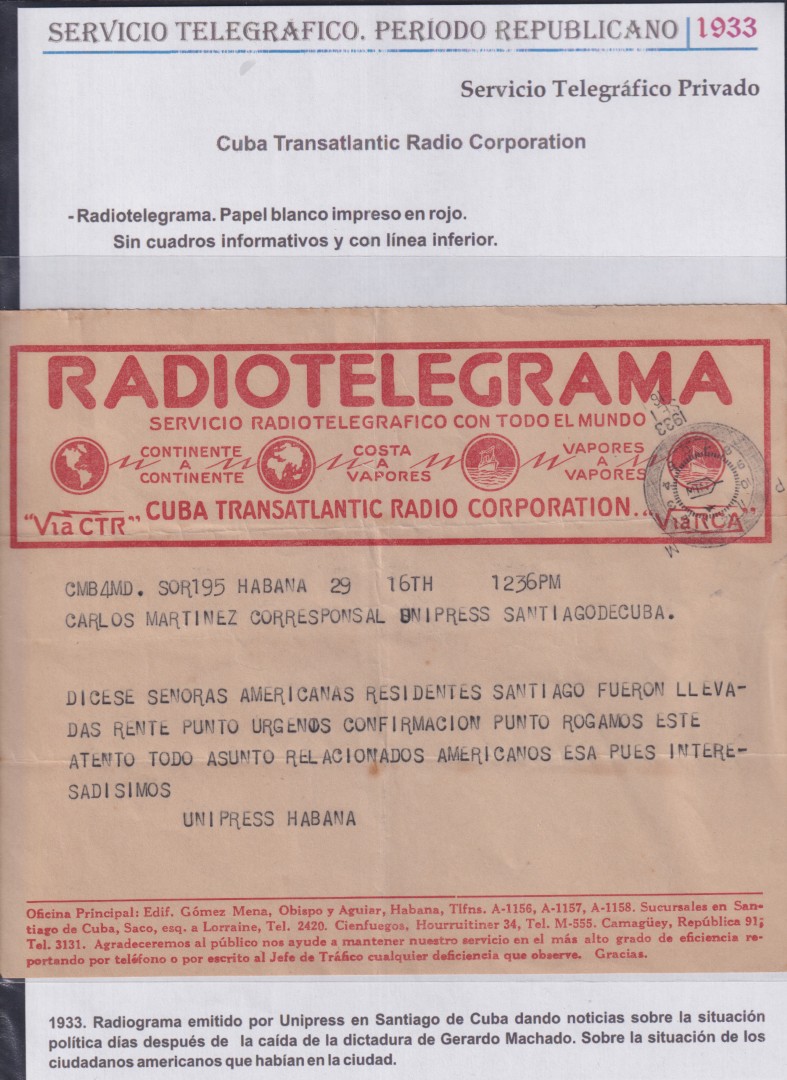 SERVICIO TELEGRÁFICO. PERÍODO REPUBLICANO 1933
Servicio Telegráfico Privado
Cuba Transatlantic Radio Corporation
- Radiotelegrama. Papel blanco impreso en rojo.
Sin cuadros informativos y con línea inferior.
RADIOTELEGRAMA
SERVICIO RADIOTELEGRAFICO CON TODO EL MUNDO
CONTINENTE A CONTINENTE
COSTA A VAPORES
VAPORES A VAPORES
"Vía CTR" CUBA TRANSATLANTIC RADIO CORPORATION... "Vía RCA"
1933
CMB4MD. SOR195 HABANA 29 16TH 1236PM
CARLOS MARTINEZ CORRESPONSAL UNIPRESS SANTIAGODECUBA.
DICESE SENORAS AMERICANAS RESIDENTES SANTIAGO FUERON LLEVA-
DAS RENTE PUNTO URGENOS CONFIRMACION PUNTO ROGAMOS ESTE
ATENTO TODO ASUNTO RELACIONADOS AMERICANOS ESA PUES INTERE-
SADISIMOS
UNIPRESS HABANA
Oficina Principal: Edif. Gómez Mena, Obispo y Aguiar, Habana, Tlfns. A-1156, A-1157, A-1158. Sucursales en San-
tiago de Cuba, Saco, esq. a Lorraine, Tel. 2420. Cienfuegos, Hourruitiner 34, Tel. M-555. Camagüey, República 91;
Tel. 3131. Agradeceremos al público nos ayude a mantener nuestro servicio en el más alto grado de eficiencia re-
portando por teléfono o por escrito al Jefe de Tráfico cualquier deficiencia que observe. Gracias.
1933. Radiograma emitido por Unipress en Santiago de Cuba dando noticias sobre la situación
política días después de la caída de la dictadura de Gerardo Machado. Sobre la situación de los
ciudadanos americanos que habían en la ciudad.